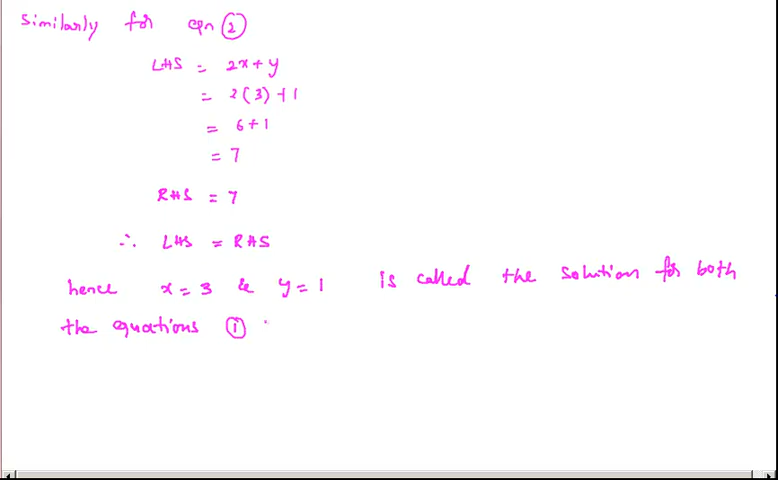 Similarly for eqn ②
LHS = 2x+y
= 2(3)+1
= 6+1
= 7
RHS = 7
∴ LHS = RHS
hence x = 3 & y = 1 is called the solution for both
the equations ①